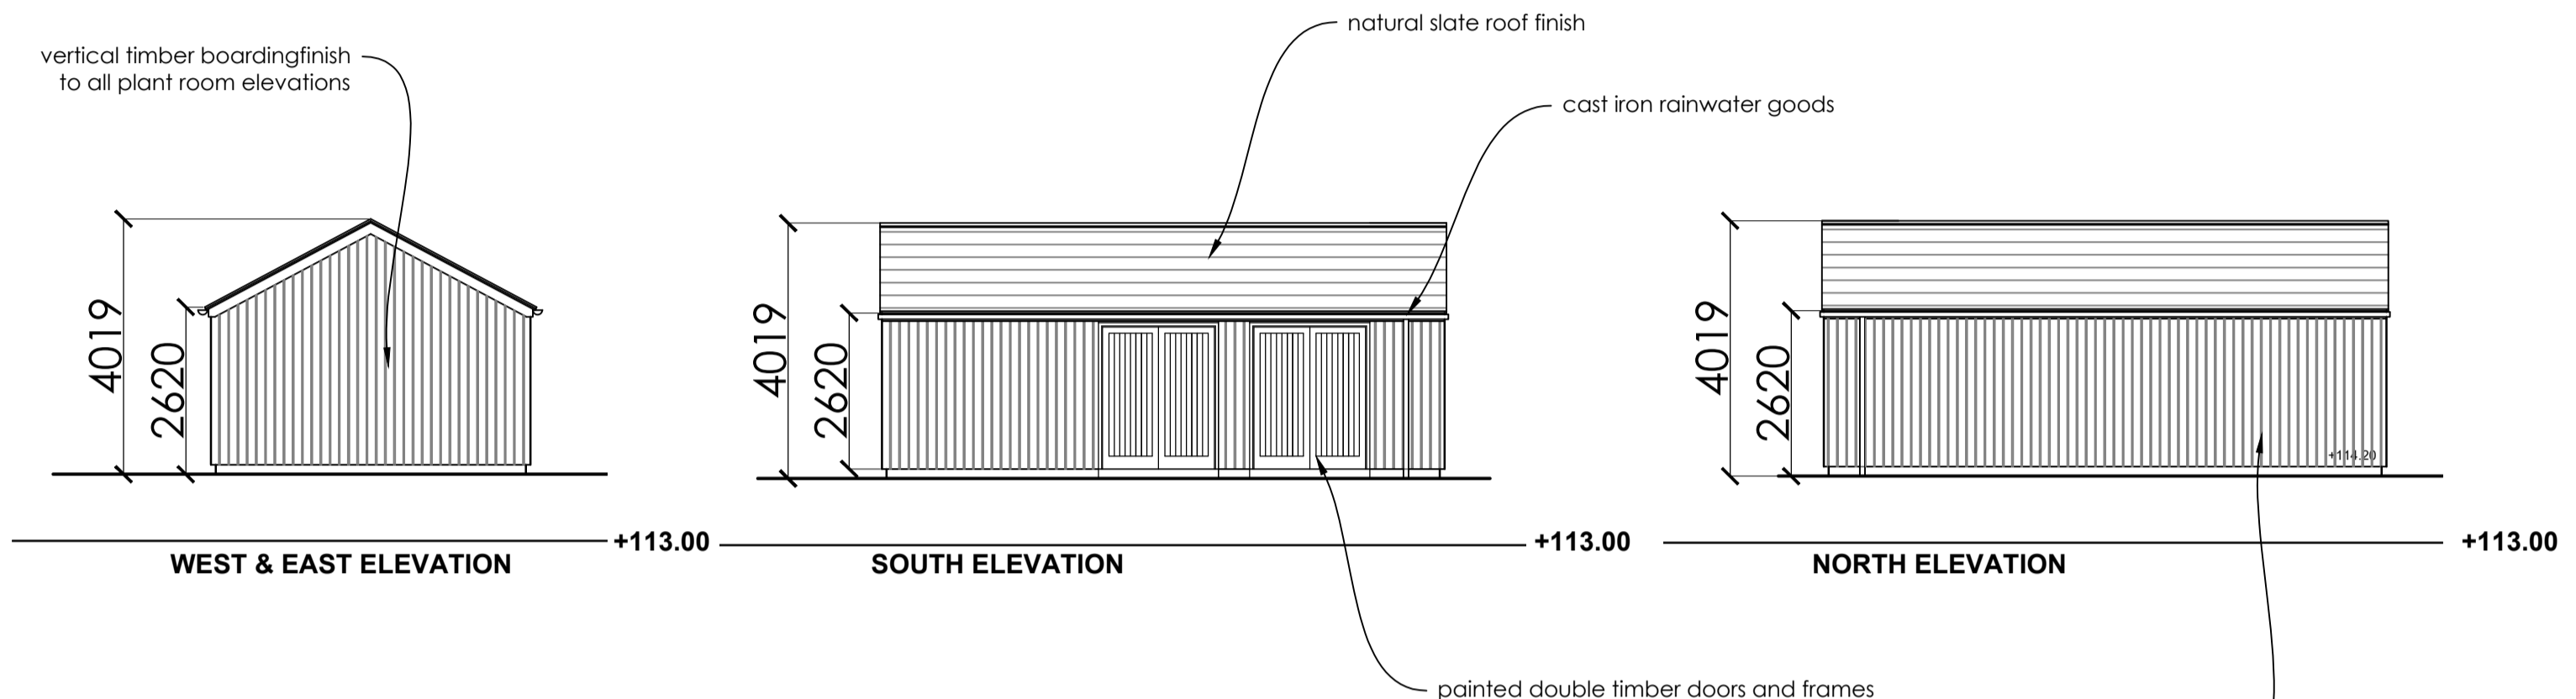 natural slate roof finish
vertical timber boardingfinish
to all plant room elevations
cast iron rainwater goods
4019
2620
4019
2620
4019
2620
+114.20
+113.00
+113.00
+113.00
WEST & EAST ELEVATION
SOUTH ELEVATION
NORTH ELEVATION
painted double timber doors and frames